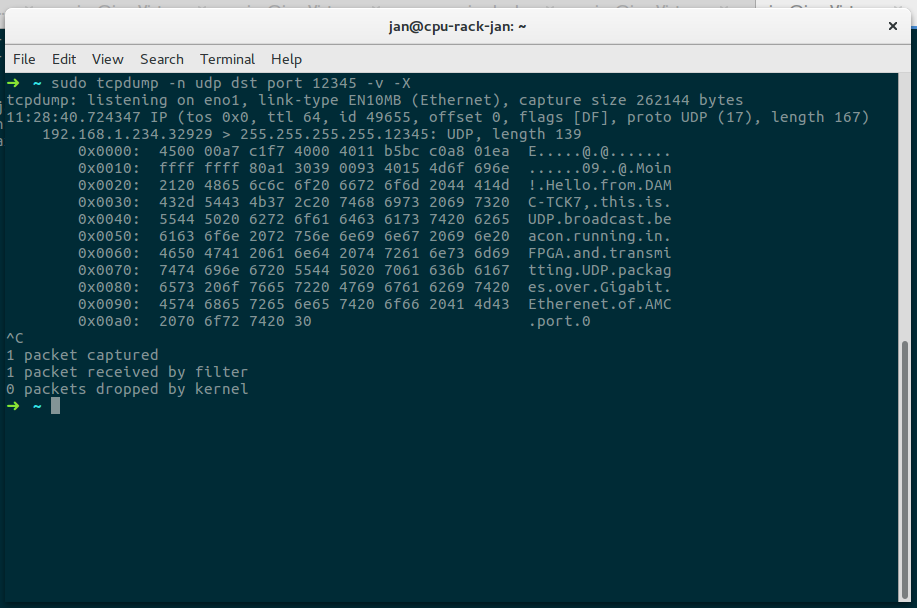 jan@cpu-rack-jan: ~
File Edit View Search Terminal Help
➜ ~ sudo tcpdump -n udp dst port 12345 -v -X
tcpdump: listening on eno1, link-type EN10MB (Ethernet), capture size 262144 bytes
11:28:40.724347 IP (tos 0x0, ttl 64, id 49655, offset 0, flags [DF], proto UDP (17), length 167)
    192.168.1.234.32929 > 255.255.255.255.12345: UDP, length 139
        0x0000:  4500 00a7 c1f7 4000 4011 b5bc c0a8 01ea  E.....@.@.......
        0x0010:  ffff ffff 80a1 3039 0093 4015 4d6f 696e  ......09..@.Moin
        0x0020:  2120 4865 6c6c 6f20 6672 6f6d 2044 414d  !.Hello.from.DAM
        0x0030:  432d 5443 4b37 2c20 7468 6973 2069 7320  C-TCK7,.this.is.
        0x0040:  5544 5020 6272 6f61 6463 6173 7420 6265  UDP.broadcast.be
        0x0050:  6163 6f6e 2072 756e 6e69 6e67 2069 6e20  acon.running.in.
        0x0060:  4650 4741 2061 6e64 2074 7261 6e73 6d69  FPGA.and.transmi
        0x0070:  7474 696e 6720 5544 5020 7061 636b 6167  tting.UDP.packag
        0x0080:  6573 206f 7665 7220 4769 6761 6269 7420  es.over.Gigabit.
        0x0090:  4574 6865 7265 6e65 7420 6f66 2041 4d43  Etherenet.of.AMC
        0x00a0:  2070 6f72 7420 30                        .port.0
^C
1 packet captured
1 packet received by filter
0 packets dropped by kernel
➜ ~